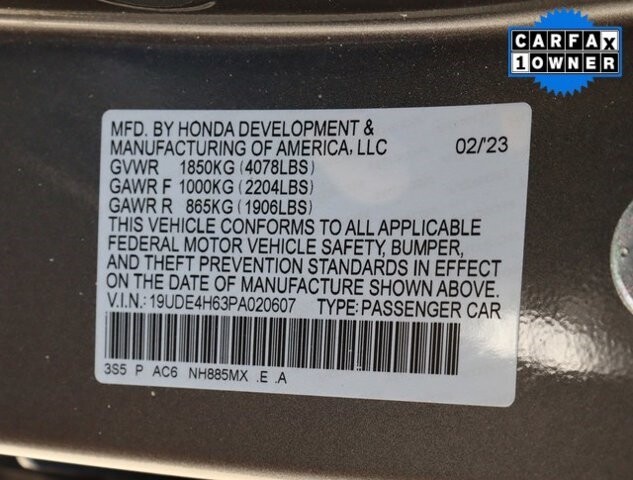 CARFAX
1 OWNER
MFD. BY HONDA DEVELOPMENT &
MANUFACTURING OF AMERICA, LLC 02/'23
GVWR 1850KG (4078LBS)
GAWR F 1000KG (2204LBS)
GAWR R 865KG (1906LBS)
THIS VEHICLE CONFORMS TO ALL APPLICABLE
FEDERAL MOTOR VEHICLE SAFETY, BUMPER,
AND THEFT PREVENTION STANDARDS IN EFFECT
ON THE DATE OF MANUFACTURE SHOWN ABOVE.
V.I.N.: 19UDE4H63PA020607 TYPE: PASSENGER CAR
3S5 P AC6 NH885MX .E .A